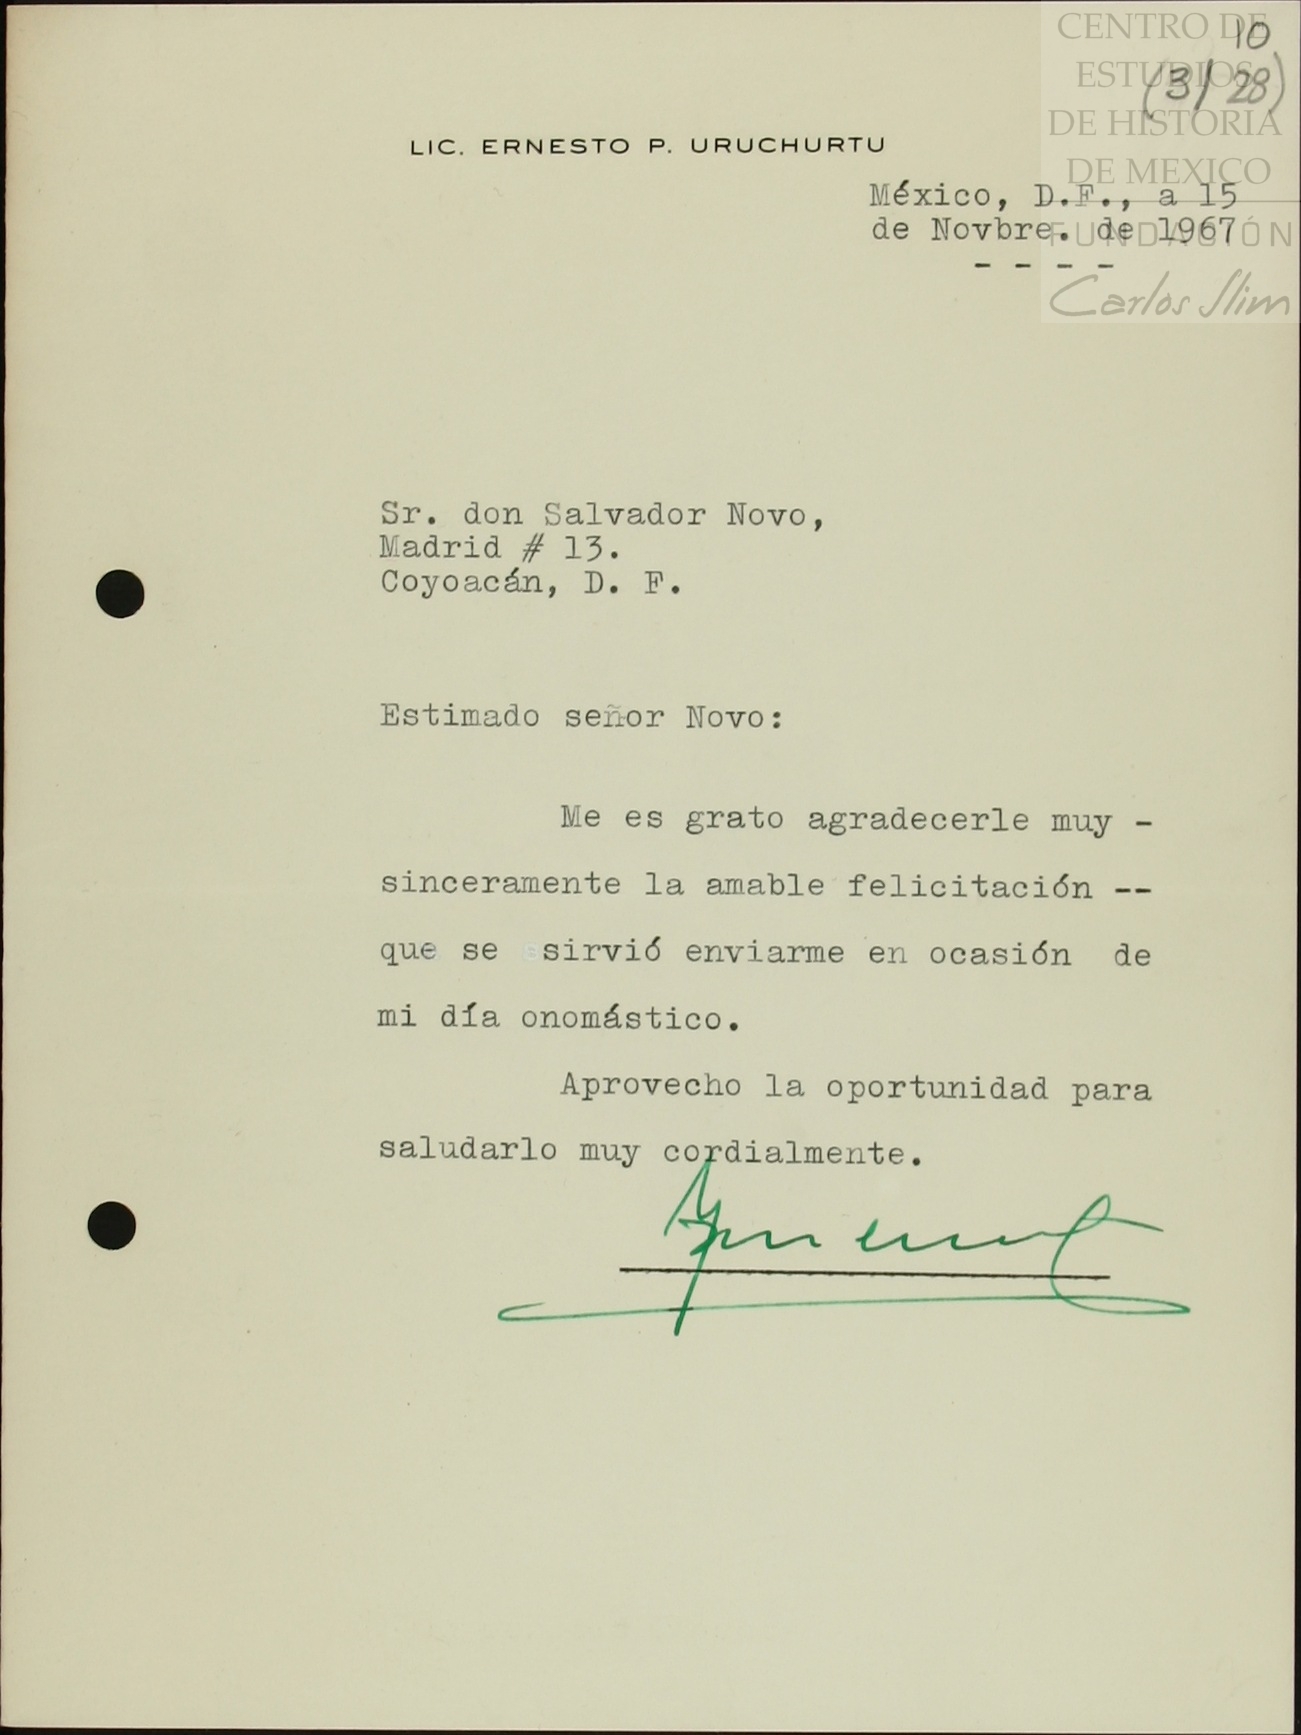 CENTRO DE
ESTUDIOS
DE HISTORIA
DE MEXICO
FUNDACIÓN
Carlos Slim
10
(3/28)
LIC. ERNESTO P. URUCHURTU
México, D.F., a 15
de Novbre. de 1967
- - - -
Sr. don Salvador Novo,
Madrid # 13.
Coyoacán, D. F.
Estimado señor Novo:
Me es grato agradecerle muy -
sinceramente la amable felicitación --
que se sirvió enviarme en ocasión de
mi día onomástico.
Aprovecho la oportunidad para
saludarlo muy cordialmente.